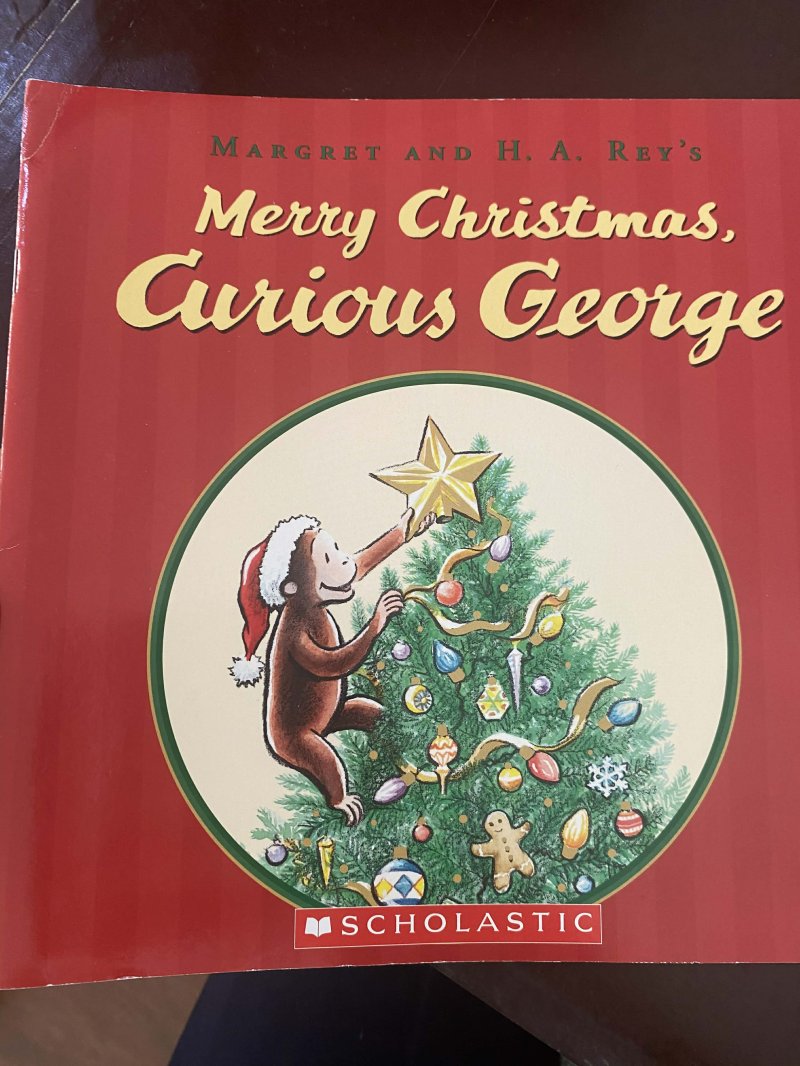 MARGRET AND H. A. REY'S
Merry Christmas,
Curious George
SCHOLASTIC